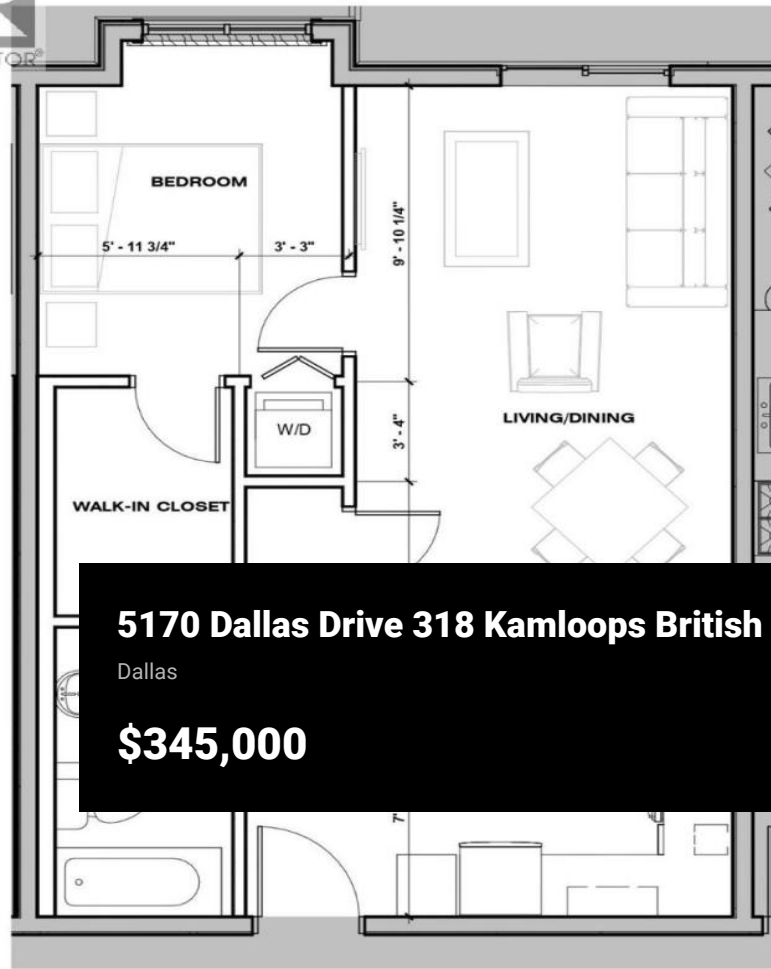 TOR®
BEDROOM
5' - 11 3/4"
3' - 3"
9' - 10 1/4"
W/D
3' - 4"
LIVING/DINING
WALK-IN CLOSET
5170 Dallas Drive 318 Kamloops British
Dallas
$345,000
7'